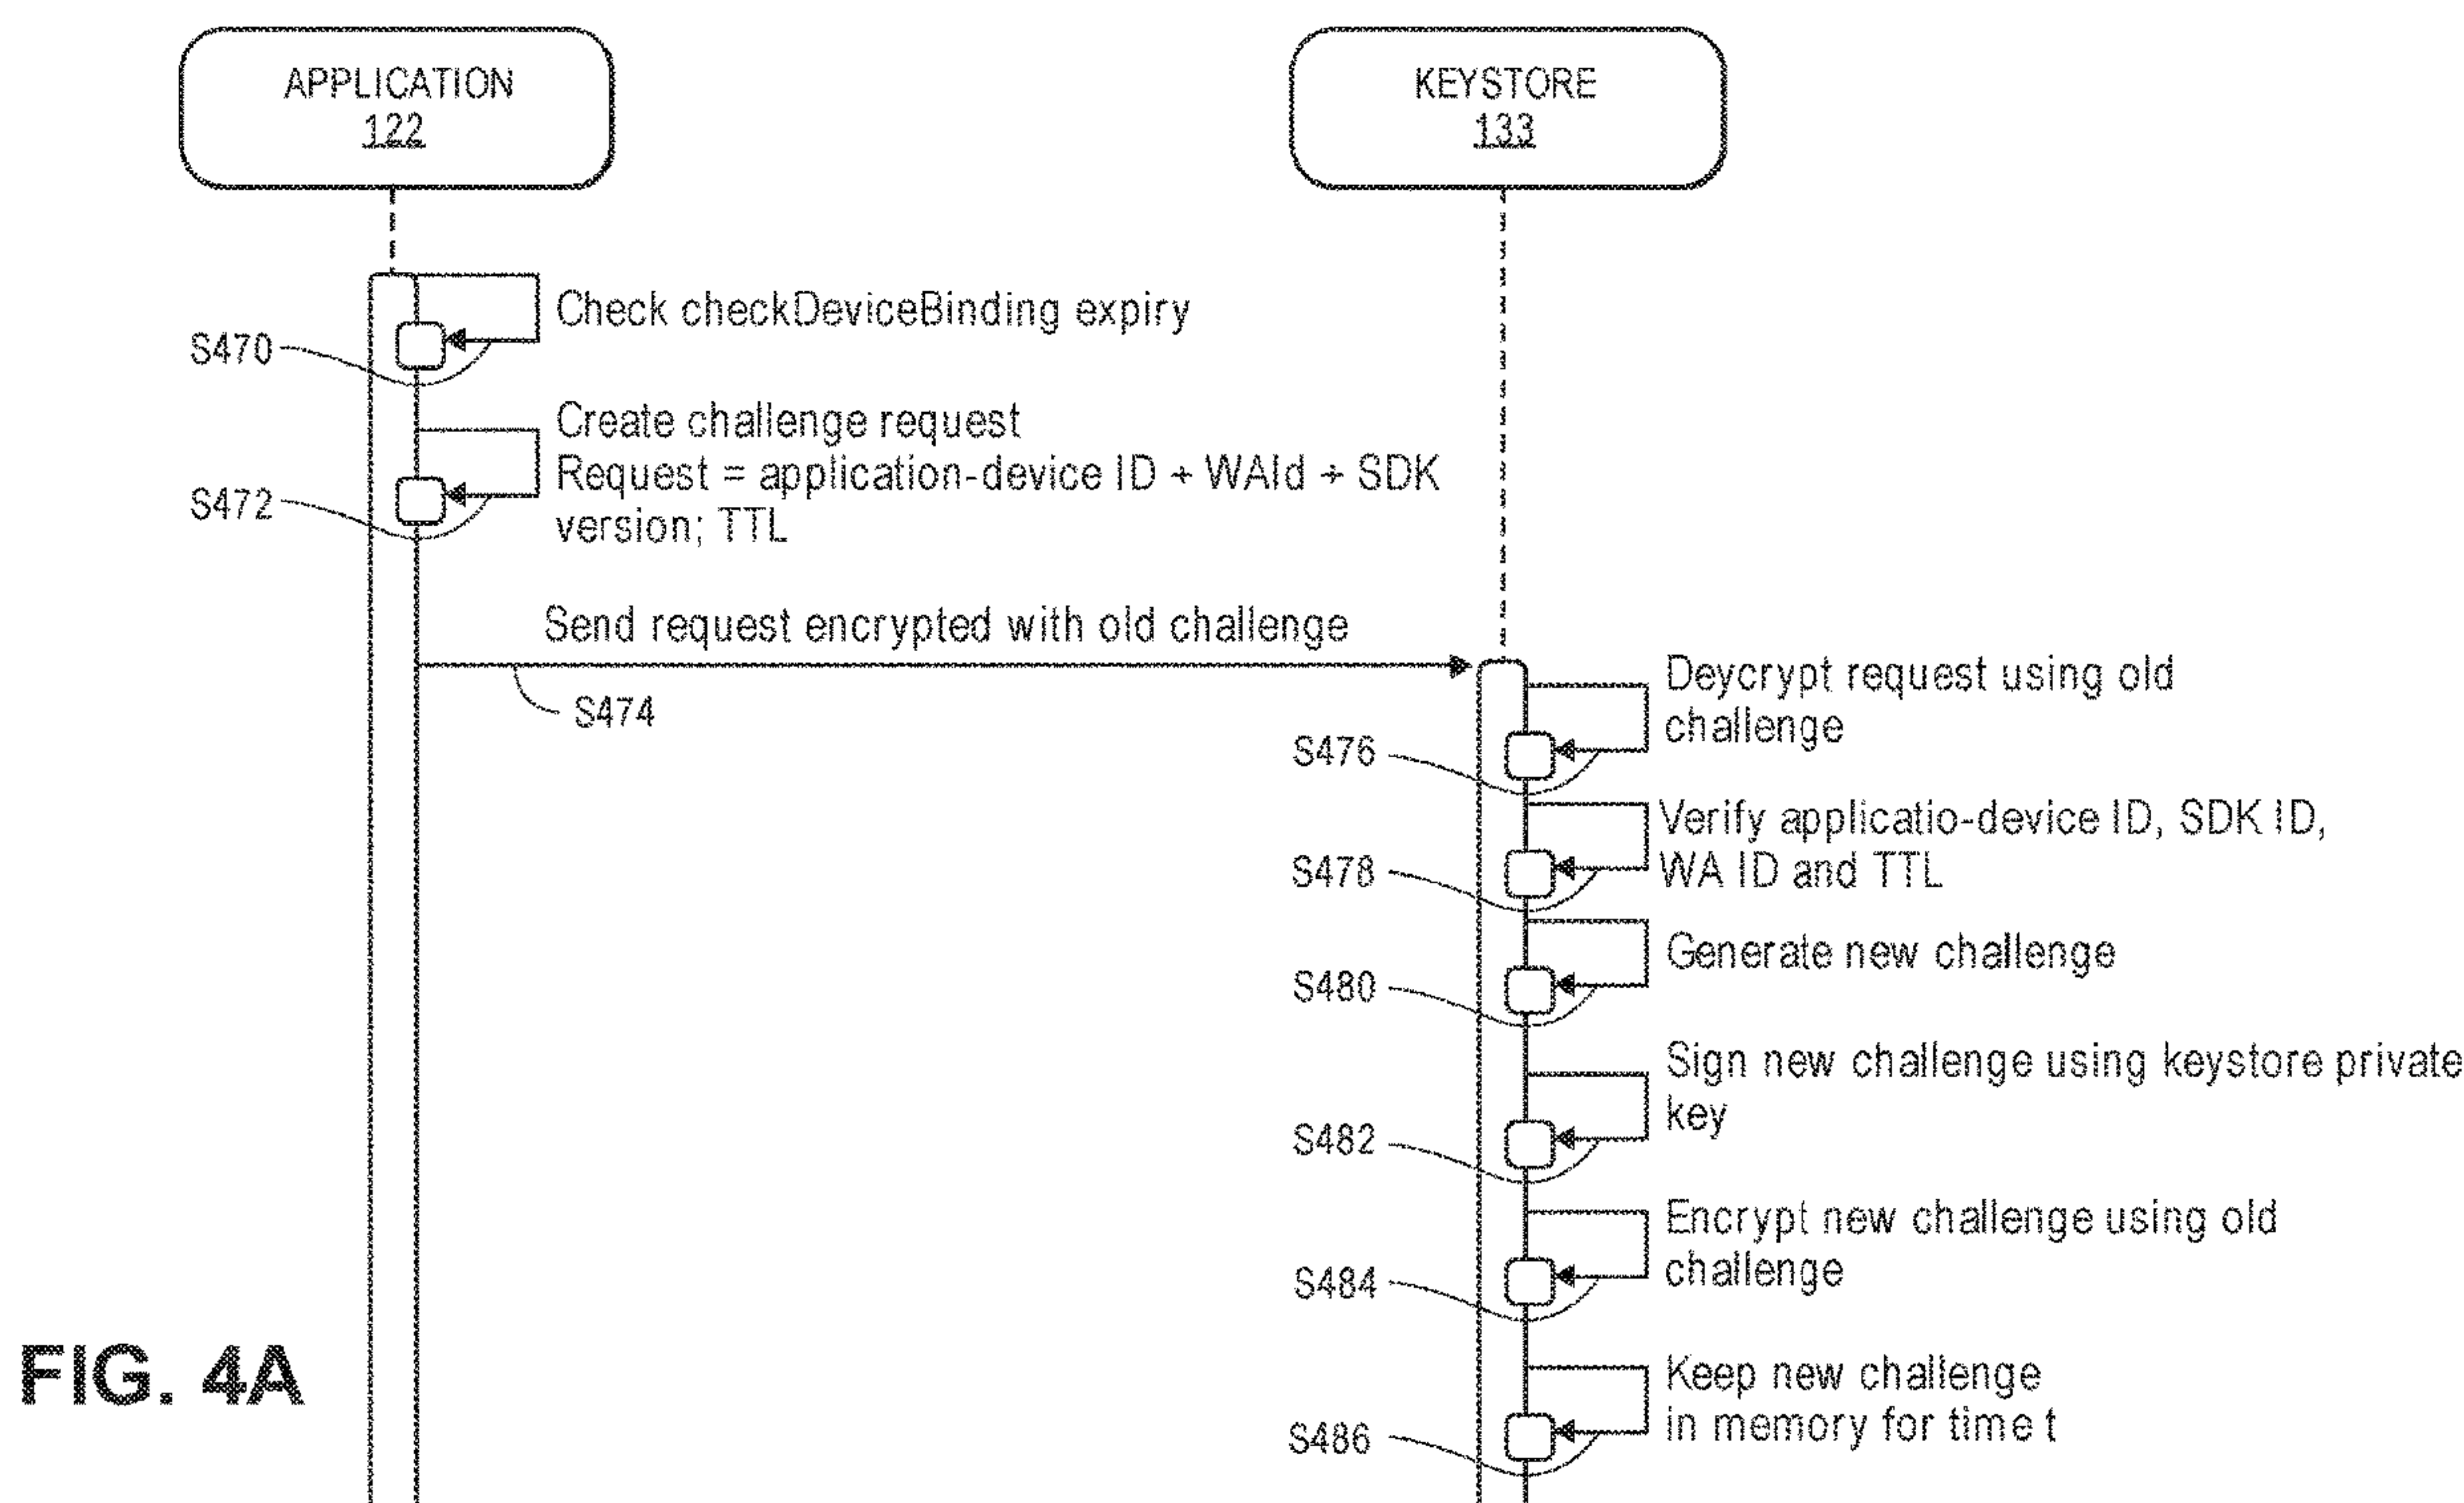 APPLICATION
122
KEYSTORE
133
Check checkDeviceBinding expiry
S470
Create challenge request
Request = application-device ID + WAId + SDK
version; TTL
S472
Send request encrypted with old challenge
S474
Deycrypt request using old
challenge
S476
Verify applicatio-device ID, SDK ID,
WA ID and TTL
S478
Generate new challenge
S480
Sign new challenge using keystore private
key
S482
Encrypt new challenge using old
challenge
S484
Keep new challenge
in memory for time t
S486
FIG. 4A